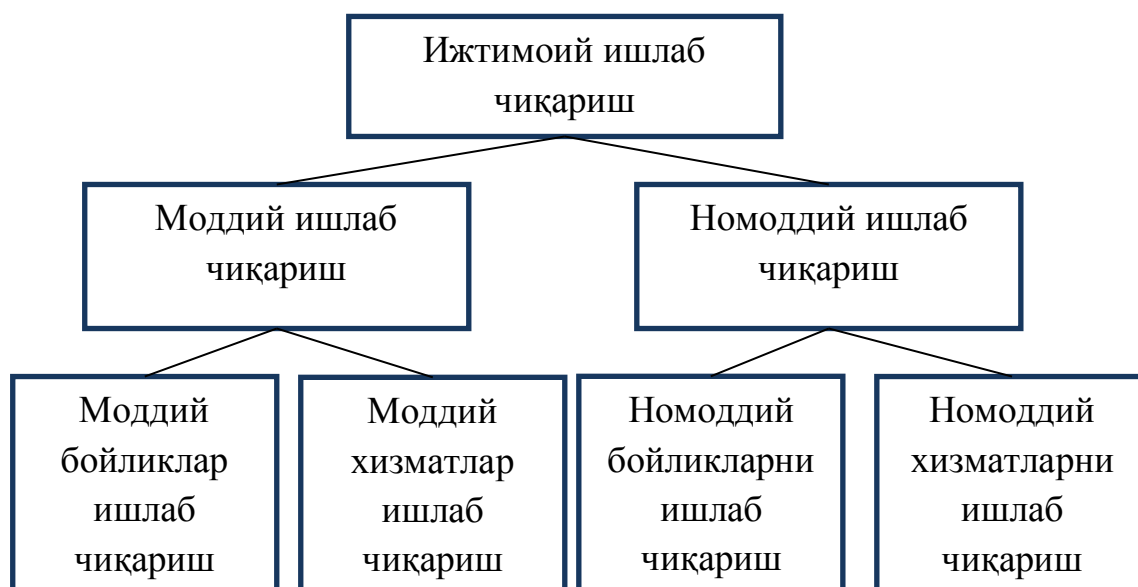 Ижтимоий ишлаб
чиқариш
Моддий ишлаб
чиқариш
Номоддий ишлаб
чиқариш
Моддий
бойликлар
ишлаб
чиқариш
Моддий
хизматлар
ишлаб
чиқариш
Номоддий
бойликларни
ишлаб
чиқариш
Номоддий
хизматларни
ишлаб
чиқариш